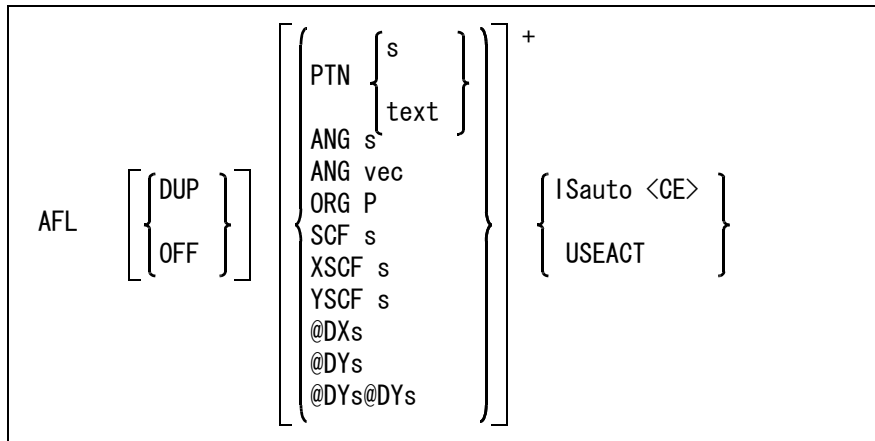 +
s
PTN
text
ANG s
ANG vec
DUP
ISauto <CE>
ORG P
AFL
SCF s
OFF
USEACT
XSCF s
YSCF s
@DXs
@DYs
@DYs@DYs